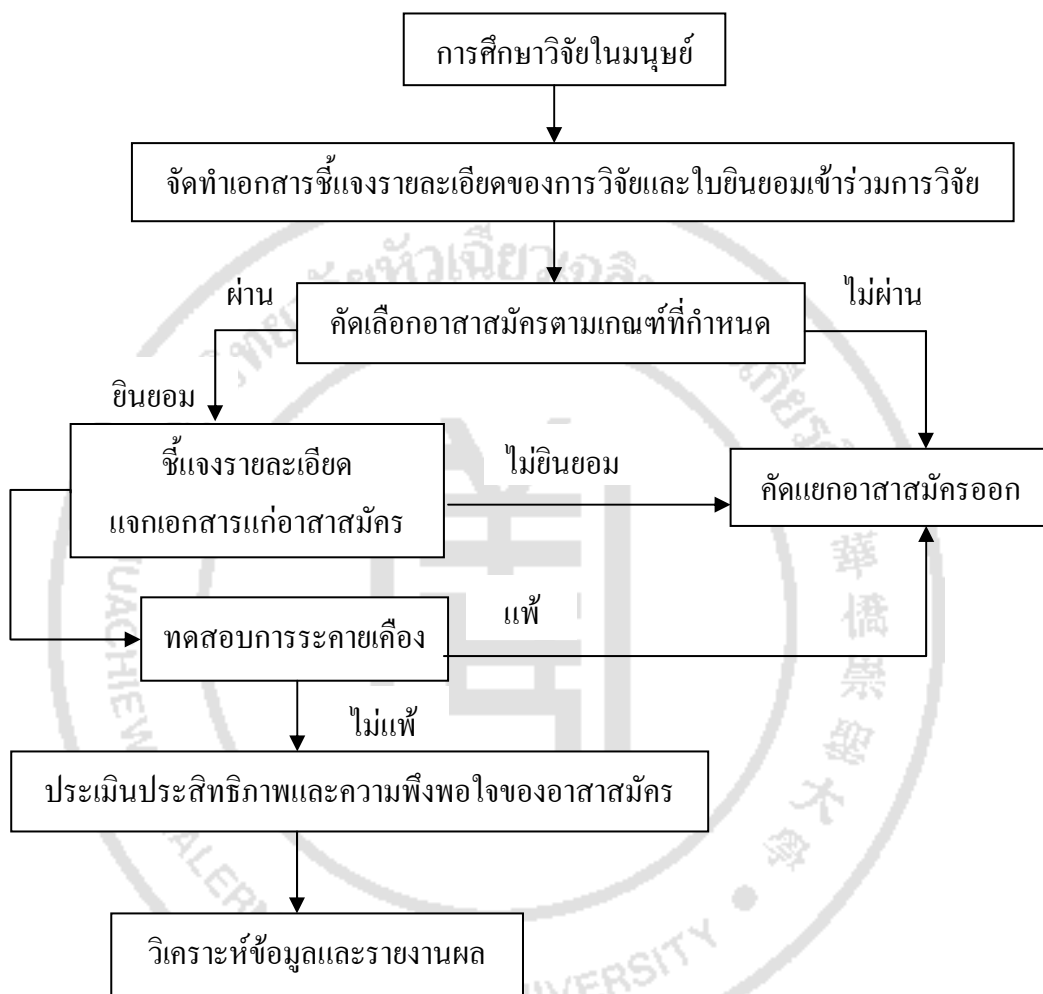 การศึกษาวิจัยในมนุษย์
จัดทำเอกสารชี้แจงรายละเอียดของการวิจัยและใบยินยอมเข้าร่วมการวิจัย
ผ่าน
ไม่ผ่าน
คัดเลือกอาสาสมัครตามเกณฑ์ที่กำหนด
ยินยอม
ชี้แจงรายละเอียด
แจกเอกสารแก่อาสาสมัคร
ไม่ยินยอม
คัดแยกอาสาสมัครออก
ทดสอบการระคายเคือง
แพ้
ไม่แพ้
ประเมินประสิทธิภาพและความพึงพอใจของอาสาสมัคร
วิเคราะห์ข้อมูลและรายงานผล
華僑崇聖大學